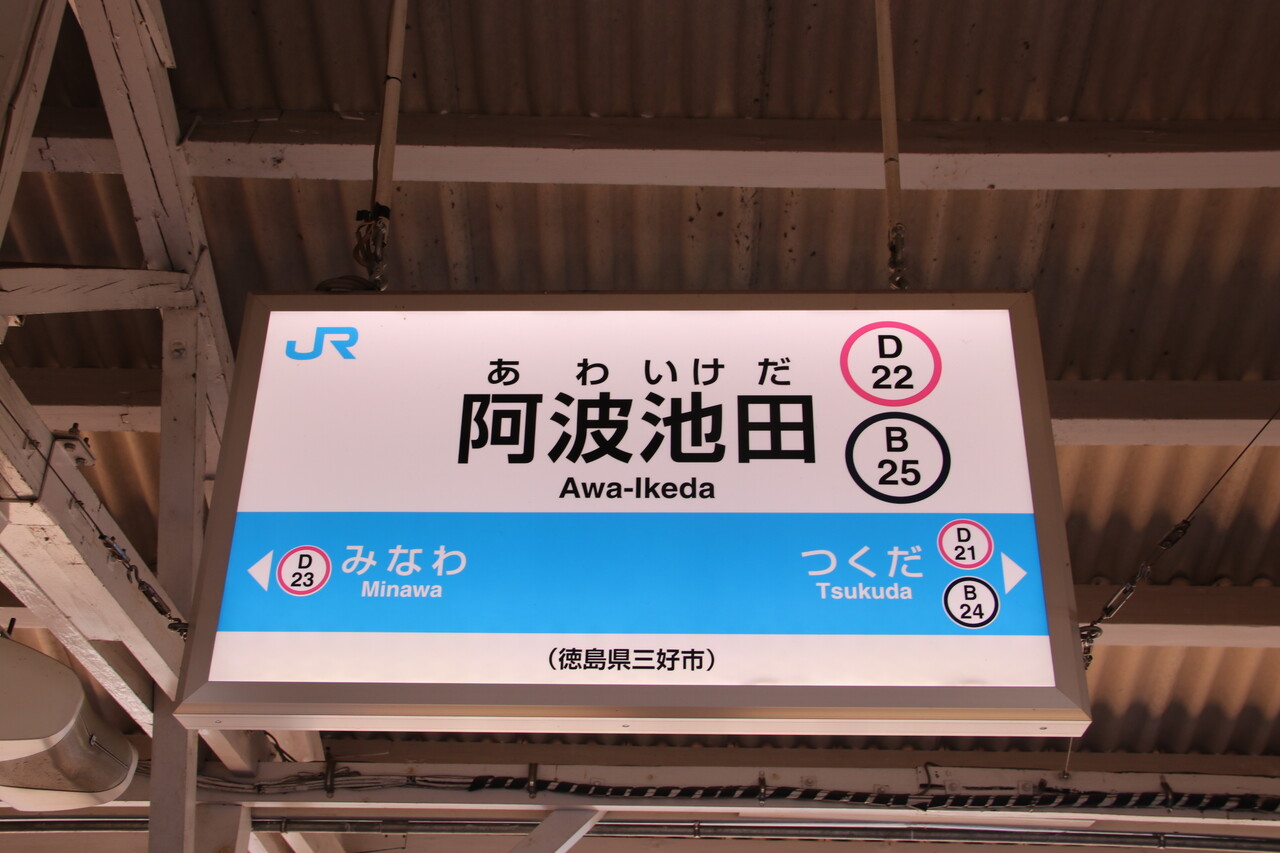 JR
あわいけだ
阿波池田
Awa-Ikeda
D
22
B
25
D
23
みなわ
Minawa
つくだ
Tsukuda
D
21
B
24
（徳島県三好市）